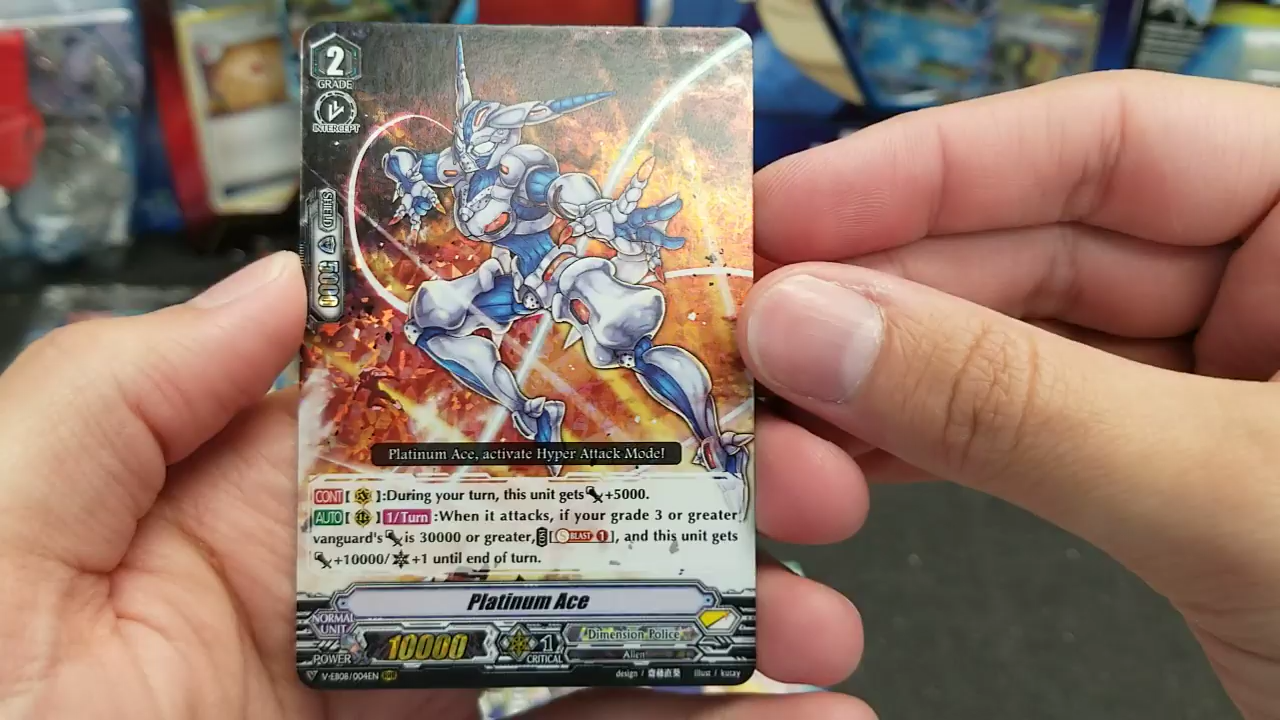 2
GRADE
INTERCEPT
SHIELD
Platinum Ace, activate Hyper Attack Mode!
CONT[ ]:During your turn, this unit gets +5000.
AUTO[ ] 1/Turn :When it attacks, if your grade 3 or greater
vanguard's is 30000 or greater, [ S BLAST 1 ], and this unit gets
+10000/ +1 until end of turn.
Platinum Ace
NORMAL
UNIT
POWER 10000 1
CRITICAL
Dimension Police
Alien
V-EB08/004EN RRR design / 齋藤直葵 illust / kutay